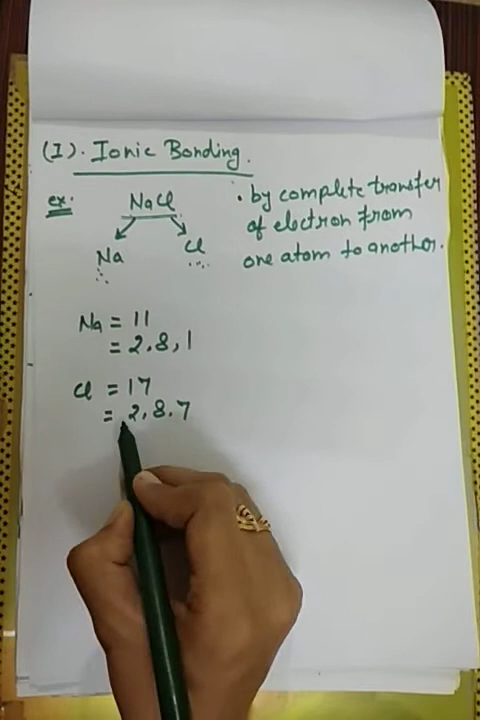 (I). Ionic Bonding.
ex:
NaCl
Na Cl
• by complete transfer
of electron from
one atom to another.
Na = 11
= 2,8,1
Cl = 17
= 2,8,7